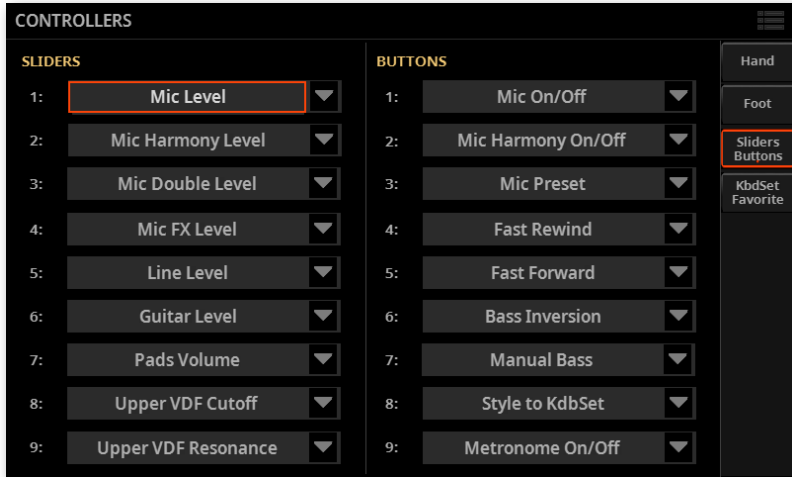 CONTROLLERS
SLIDERS
1: Mic Level
2: Mic Harmony Level
3: Mic Double Level
4: Mic FX Level
5: Line Level
6: Guitar Level
7: Pads Volume
8: Upper VDF Cutoff
9: Upper VDF Resonance
BUTTONS
1: Mic On/Off
2: Mic Harmony On/Off
3: Mic Preset
4: Fast Rewind
5: Fast Forward
6: Bass Inversion
7: Manual Bass
8: Style to KdbSet
9: Metronome On/Off
Hand
Foot
Sliders
Buttons
KbdSet
Favorite